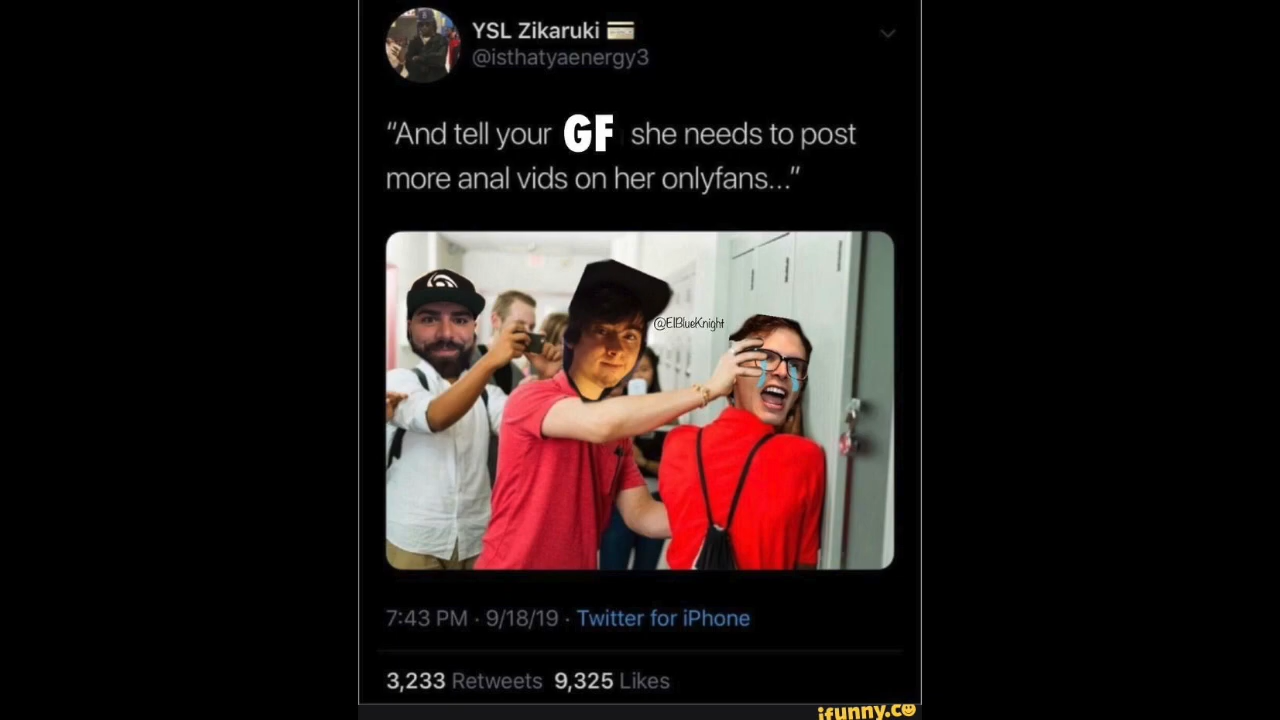 YSL Zikaruki 💳
@isthatyaenergy3
"And tell your GF she needs to post
more anal vids on her onlyfans..."
@ElBlueKnight
7:43 PM · 9/18/19 · Twitter for iPhone
3,233 Retweets 9,325 Likes
ifunny.co